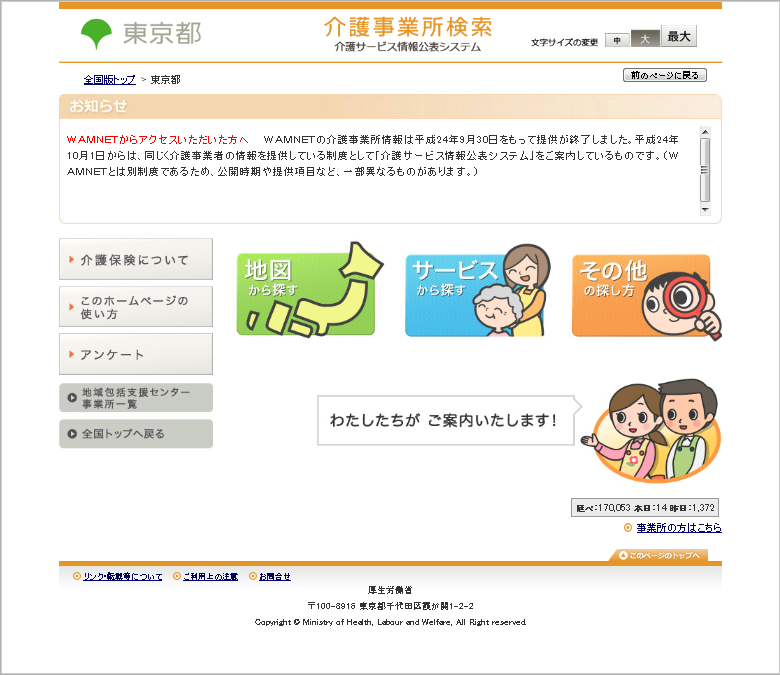 東京都
介護事業所検索
介護サービス情報公表システム
文字サイズの変更 中 大 最大
全国版トップ > 東京都
前のページに戻る
お知らせ
WAMNETからアクセスいただいた方へ WAMNETの介護事業所情報は平成24年9月30日をもって提供が終了しました。平成24年
10月1日からは、同じく介護事業者の情報を提供している制度として「介護サービス情報公表システム」をご案内しているものです。（W
AMNETとは別制度であるため、公開時期や提供項目など、一部異なるものがあります。）
介護保険について
このホームページの
使い方
アンケート
地域包括支援センター
事業所一覧
全国トップへ戻る
地図
から探す
サービス
から探す
その他
の探し方
わたしたちが ご案内いたします！
延べ：170,053 本日：14 昨日：1,372
事業所の方はこちら
このページのトップへ
リンク・転載等について ご利用上の注意 お問合せ
厚生労働省
〒100-8916 東京都千代田区霞が関1-2-2
Copyright © Ministry of Health, Labour and Welfare, All Right reserved.